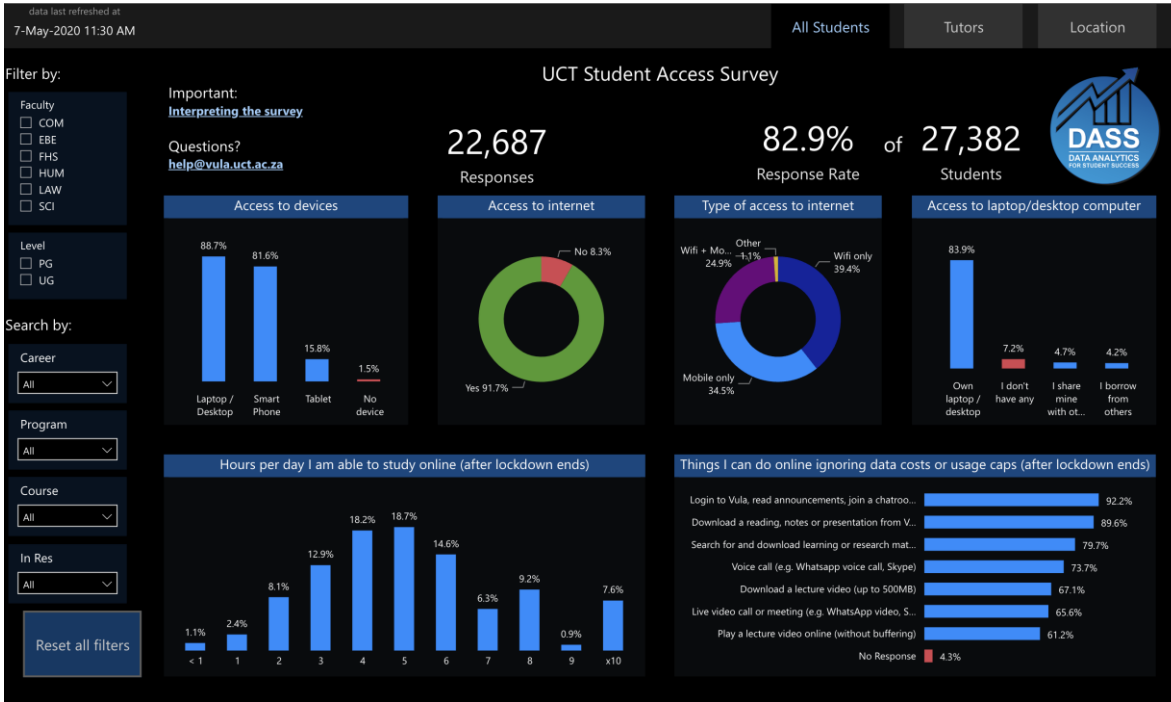 data last refreshed at
7-May-2020 11:30 AM
All Students
Tutors
Location
Filter by:
Faculty
COM
EBE
FHS
HUM
LAW
SCI
Level
PG
UG
Search by:
Career
All
Program
All
Course
All
In Res
All
Reset all filters
UCT Student Access Survey
Important:
Interpreting the survey
Questions?
help@vula.uct.ac.za
22,687
Responses
82.9% of 27,382
Response Rate
Students
DASS
DATA ANALYTICS
FOR STUDENT SUCCESS
Access to devices
88.7%
81.6%
15.8%
1.5%
Laptop /
Desktop
Smart
Phone
Tablet
No
device
Access to internet
No 8.3%
Yes 91.7%
Type of access to internet
Wifi + Mo...
24.9%
Other
1.1%
Wifi only
39.4%
Mobile only
34.5%
Access to laptop/desktop computer
83.9%
7.2%
4.7%
4.2%
Own
laptop /
desktop
I don't
have any
I share
mine
with ot...
I borrow
from
others
Hours per day I am able to study online (after lockdown ends)
1.1%
2.4%
8.1%
12.9%
18.2%
18.7%
14.6%
6.3%
9.2%
0.9%
7.6%
< 1
1
2
3
4
5
6
7
8
9
x10
Things I can do online ignoring data costs or usage caps (after lockdown ends)
Login to Vula, read announcements, join a chatroo... 92.2%
Download a reading, notes or presentation from V... 89.6%
Search for and download learning or research mat... 79.7%
Voice call (e.g. Whatsapp voice call, Skype) 73.7%
Download a lecture video (up to 500MB) 67.1%
Live video call or meeting (e.g. WhatsApp video, S... 65.6%
Play a lecture video online (without buffering) 61.2%
No Response 4.3%